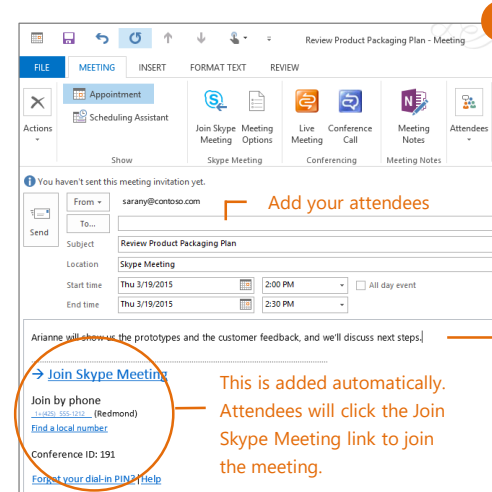 Review Product Packaging Plan - Meeting
FILE MEETING INSERT FORMAT TEXT REVIEW
Actions
Appointment
Scheduling Assistant
Show
Join Skype Meeting
Meeting Options
Skype Meeting
Live Meeting
Conference Call
Conferencing
Meeting Notes
Meeting Notes
Attendees
You haven't sent this meeting invitation yet.
Send
From sarany@contoso.com
Add your attendees
To...
Subject Review Product Packaging Plan
Location Skype Meeting
Start time Thu 3/19/2015 2:00 PM All day event
End time Thu 3/19/2015 2:30 PM
Arianne will show us the prototypes and the customer feedback, and we'll discuss next steps.
→ Join Skype Meeting
Join by phone
1+(425) 555-1212 (Redmond)
Find a local number
Conference ID: 191
Forgot your dial-in PIN? | Help
This is added automatically.
Attendees will click the Join
Skype Meeting link to join
the meeting.